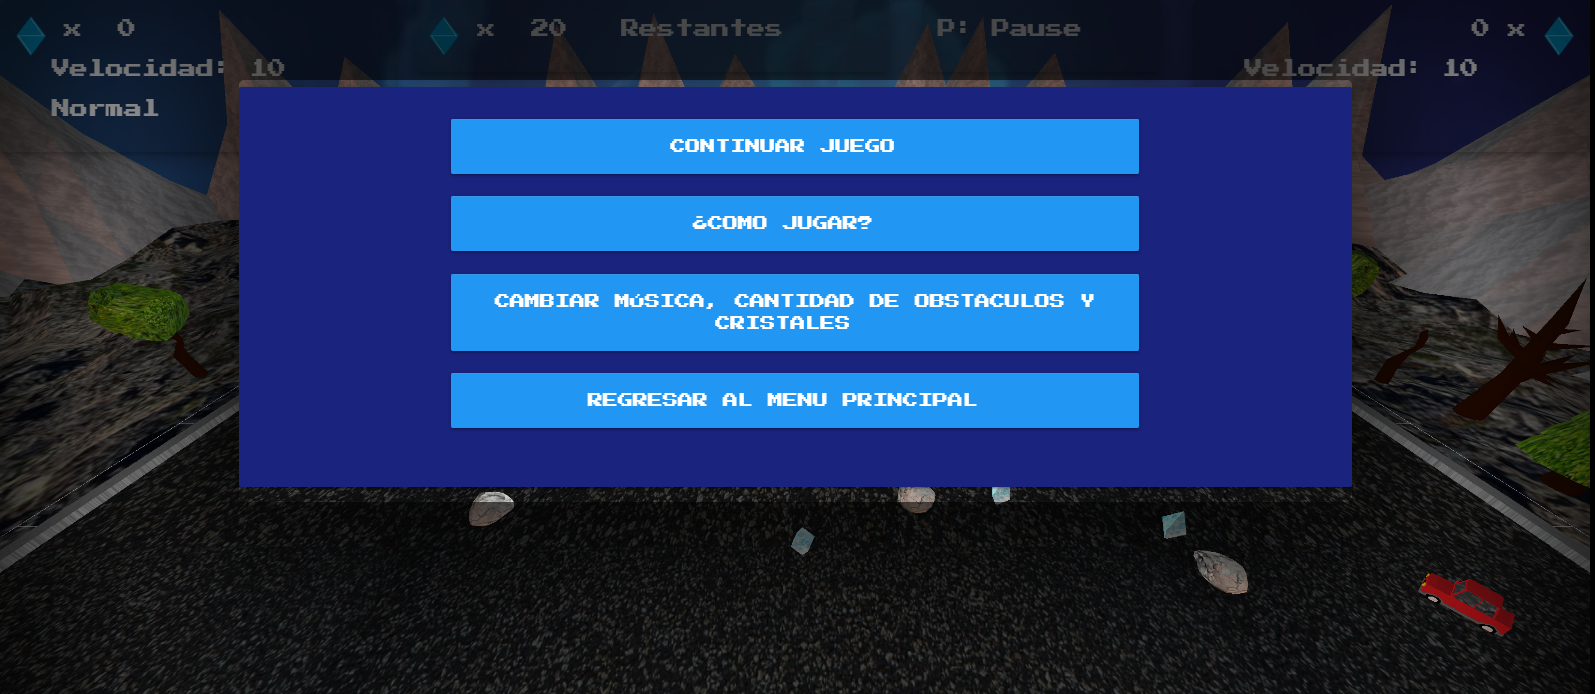 x 0
x 20 Restantes
P: Pause
0 x
Velocidad: 10
Velocidad: 10
Normal
CONTINUAR JUEGO
¿COMO JUGAR?
CAMBIAR MúSICA, CANTIDAD DE OBSTACULOS Y
CRISTALES
REGRESAR AL MENU PRINCIPAL